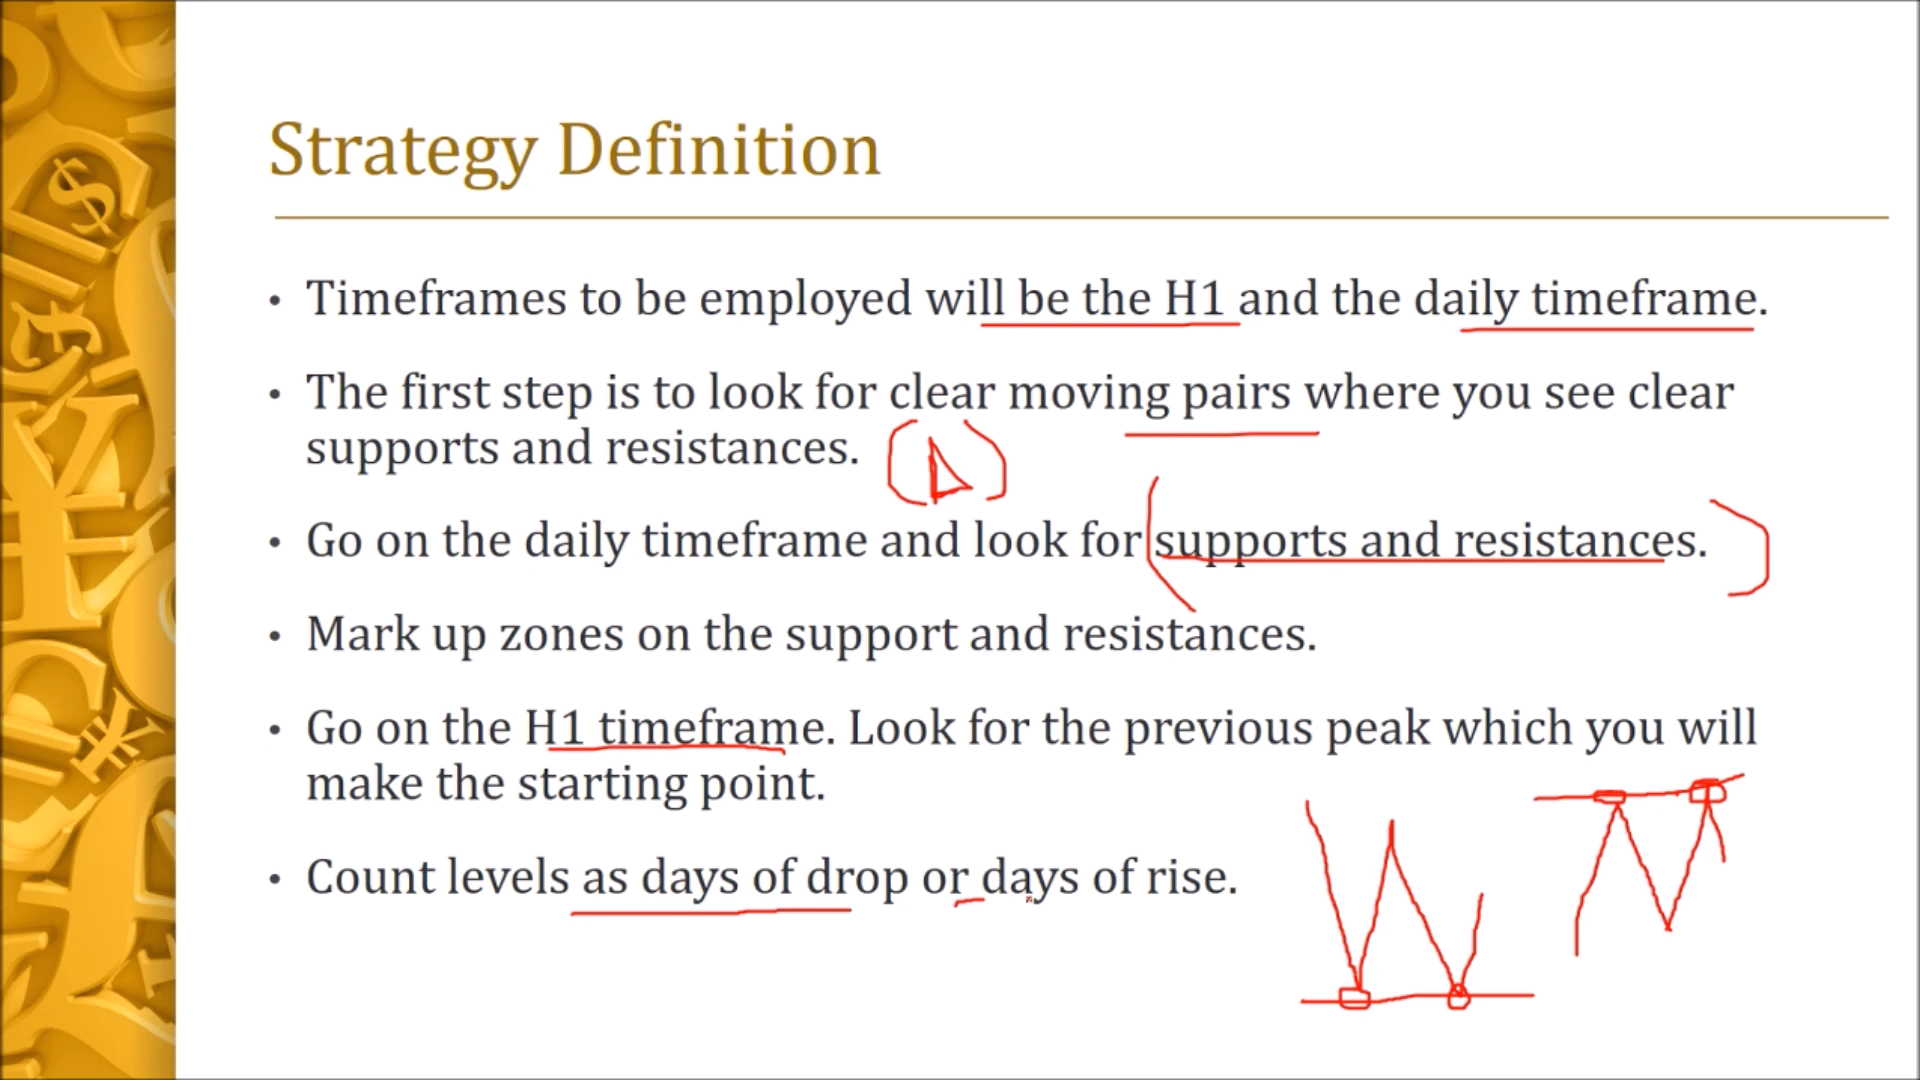 Strategy Definition
• Timeframes to be employed will be the H1 and the daily timeframe.
• The first step is to look for clear moving pairs where you see clear
supports and resistances.
• Go on the daily timeframe and look for supports and resistances.
• Mark up zones on the support and resistances.
• Go on the H1 timeframe. Look for the previous peak which you will
make the starting point.
• Count levels as days of drop or days of rise.